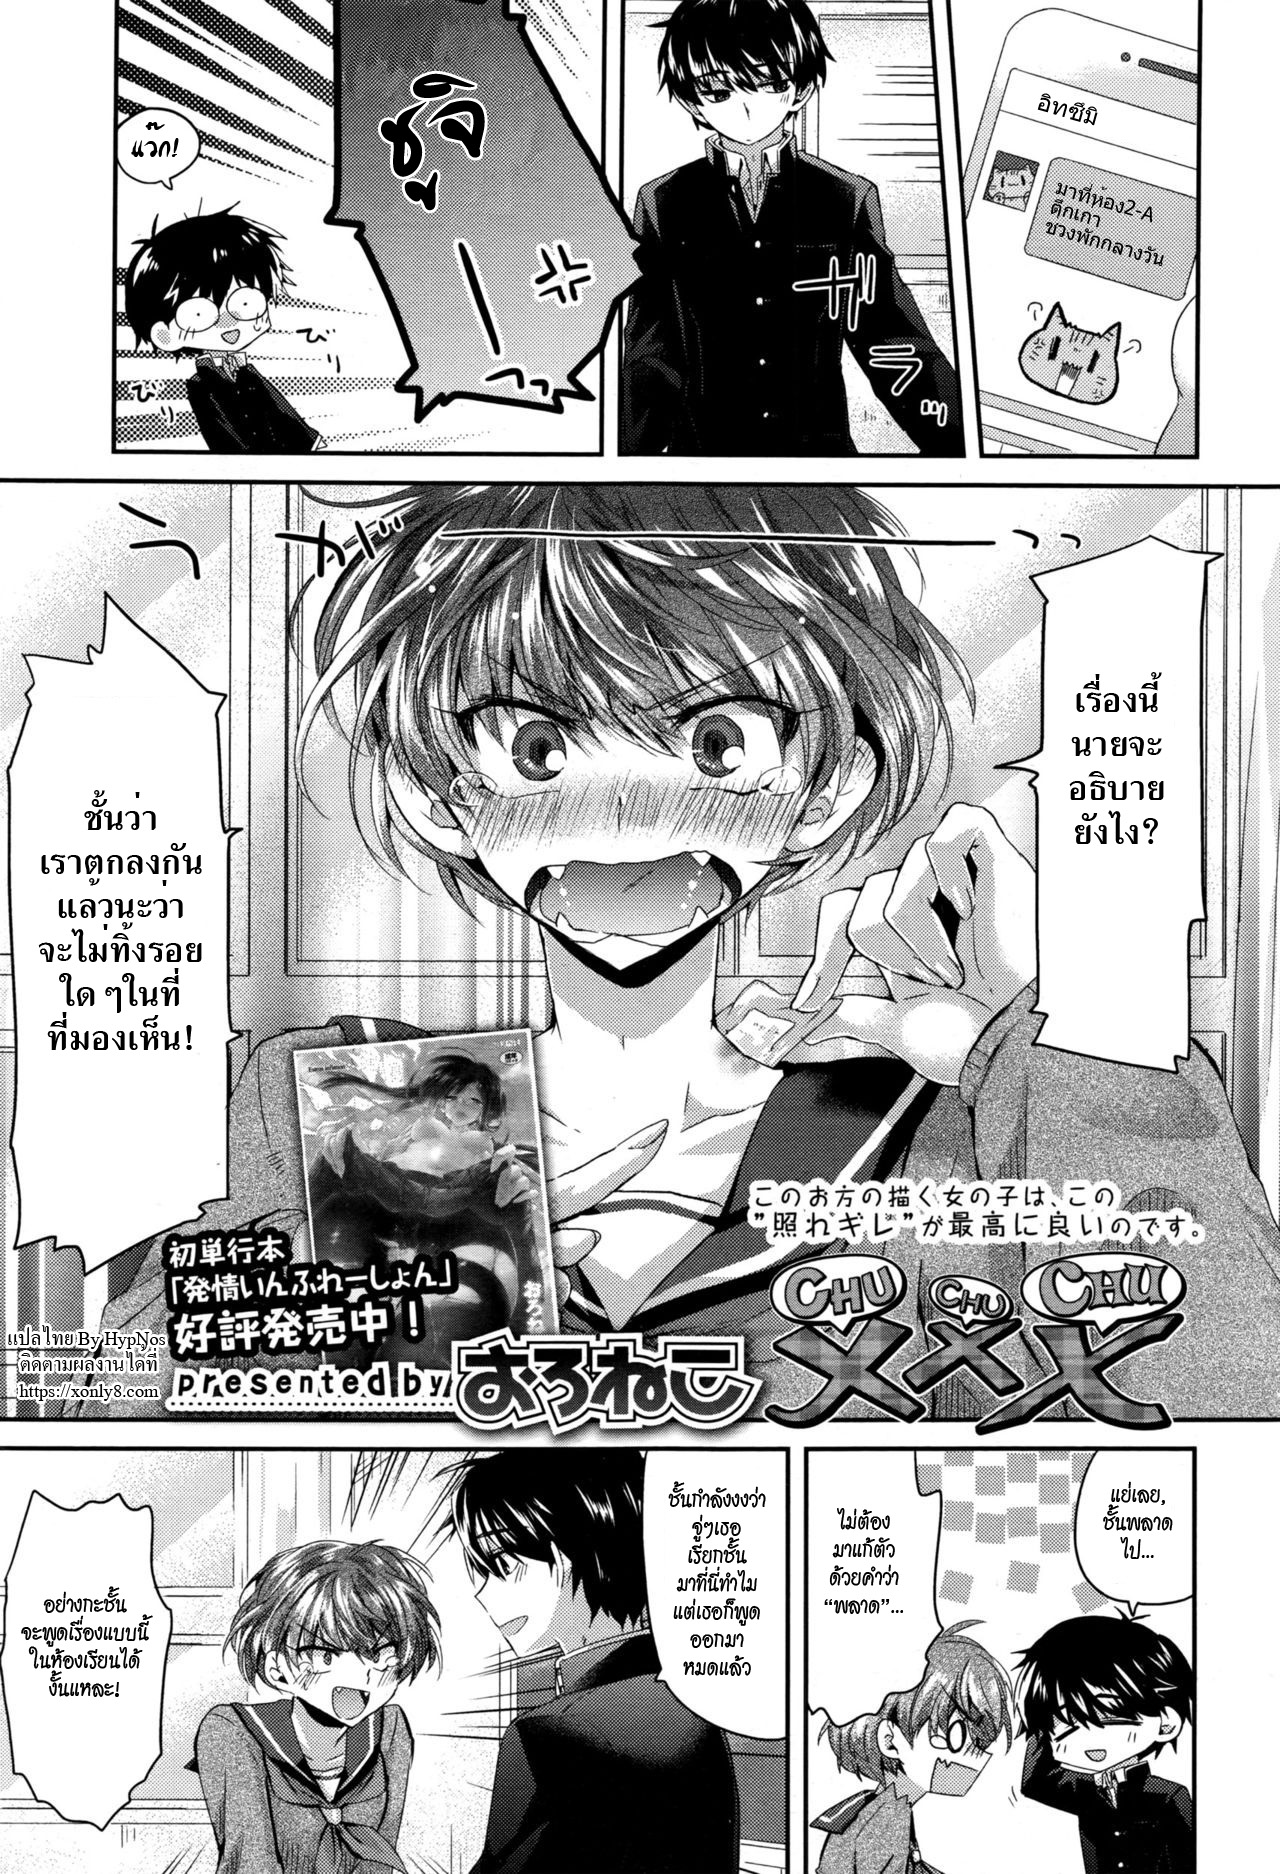 อิทซึมิ
มาที่ห้อง2-A
ตึกเก่า
ช่วงพักกลางวัน
ガ
ラッ
ชูจิ
แว๊ก!
びり
びり
เรื่องนี้
นายจะ
อธิบาย
ยังไง?
がばっ
ชั้นว่า
เราตกลงกัน
แล้วนะว่า
จะไม่ทิ้งรอย
ใด ๆในที่
ที่มองเห็น!
このお方の描く女の子は、この
”照れギレ”が最高に良いのです。
CHU CHU CHU
XXX
初単行本
「発情いんふれーしょん」
好評発売中！
presented by
おろねこ
แปลไทย By HypNos
ติดตามผลงานได้ที่
https://xonly8.com
แย่เลย,
ชั้นพลาด
ไป...
ไม่ต้อง
มาแก้ตัว
ด้วยคำว่า
“พลาด”...
ชั้นกำลังงงว่า
จู่ๆเธอ
เรียกชั้น
มาที่นี่ทำไม
แต่เธอก็พูด
ออกมา
หมดแล้ว
อย่างกะชั้น
จะพูดเรื่องแบบนี้
ในห้องเรียนได้
งั้นแหละ!